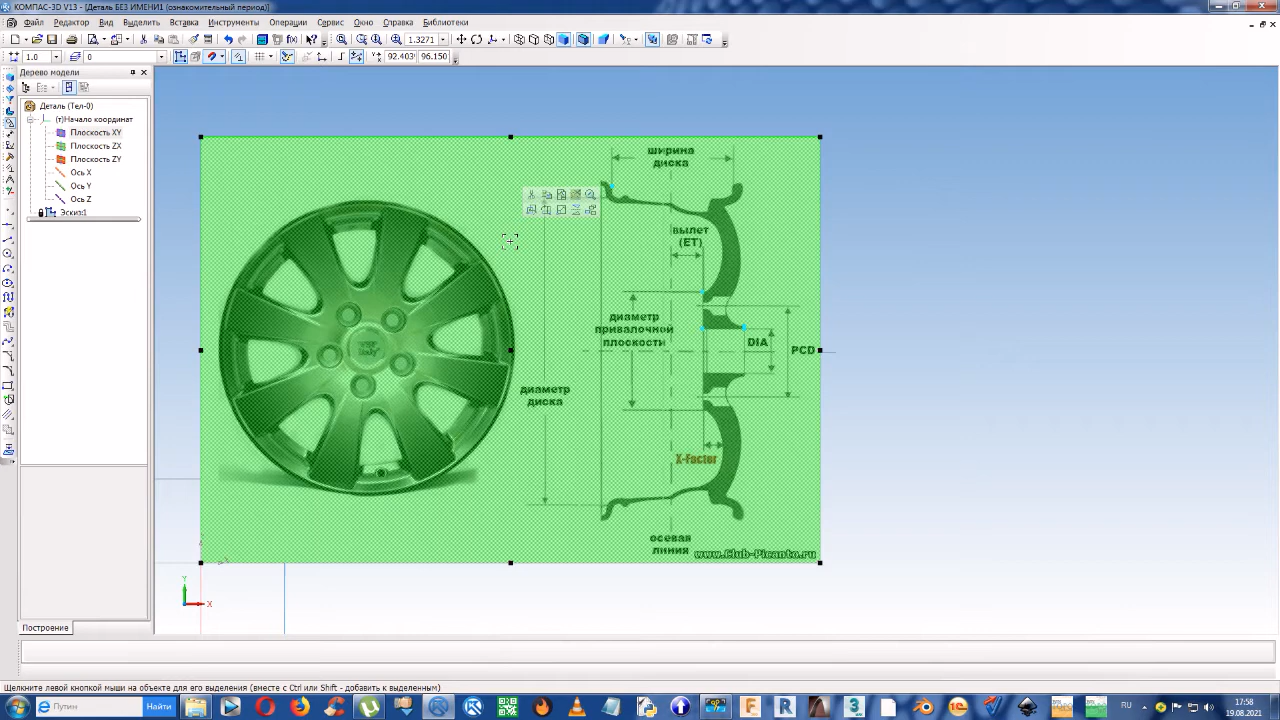 КОМПАС-3D V13 - [Деталь БЕЗ ИМЕНИ1 (ознакомительный период)]
Файл Редактор Вид Выделить Вставка Инструменты Операции Сервис Окно Справка Библиотеки
1.3271
1.0 0 92.403 96.150
Дерево модели
Деталь (Тел-0)
(т)Начало координат
Плоскость XY
Плоскость ZX
Плоскость ZY
Ось X
Ось Y
Ось Z
Эскиз:1
Построение
ширина
диска
вылет
(ET)
диаметр
привалочной
плоскости
DIA
PCD
диаметр
диска
X-Factor
осевая
линия
www.Club-Picanto.ru
Y
X
Щелкните левой кнопкой мыши на объекте для его выделения (вместе с Ctrl или Shift - добавить к выделенным)
Путин
Найти
RU
17:58
19.08.2021